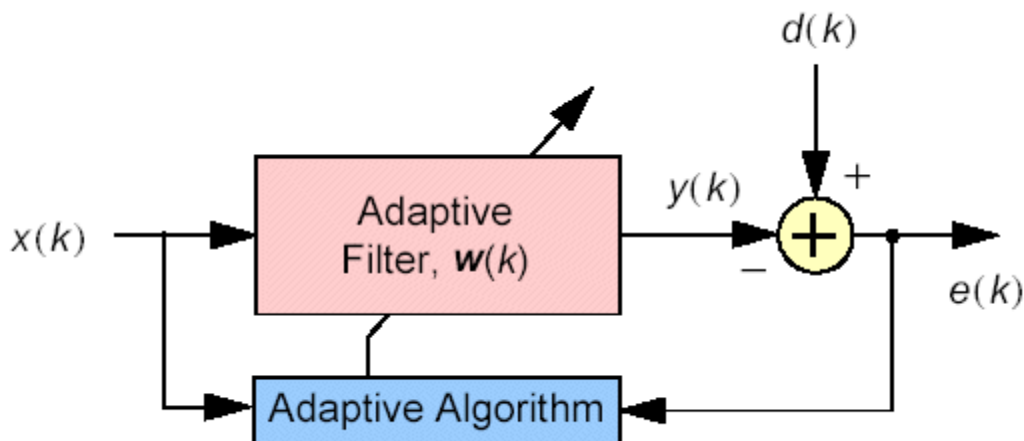 d(k)
+
Adaptive
Filter, w(k)
y(k)
x(k)
+
−
e(k)
Adaptive Algorithm